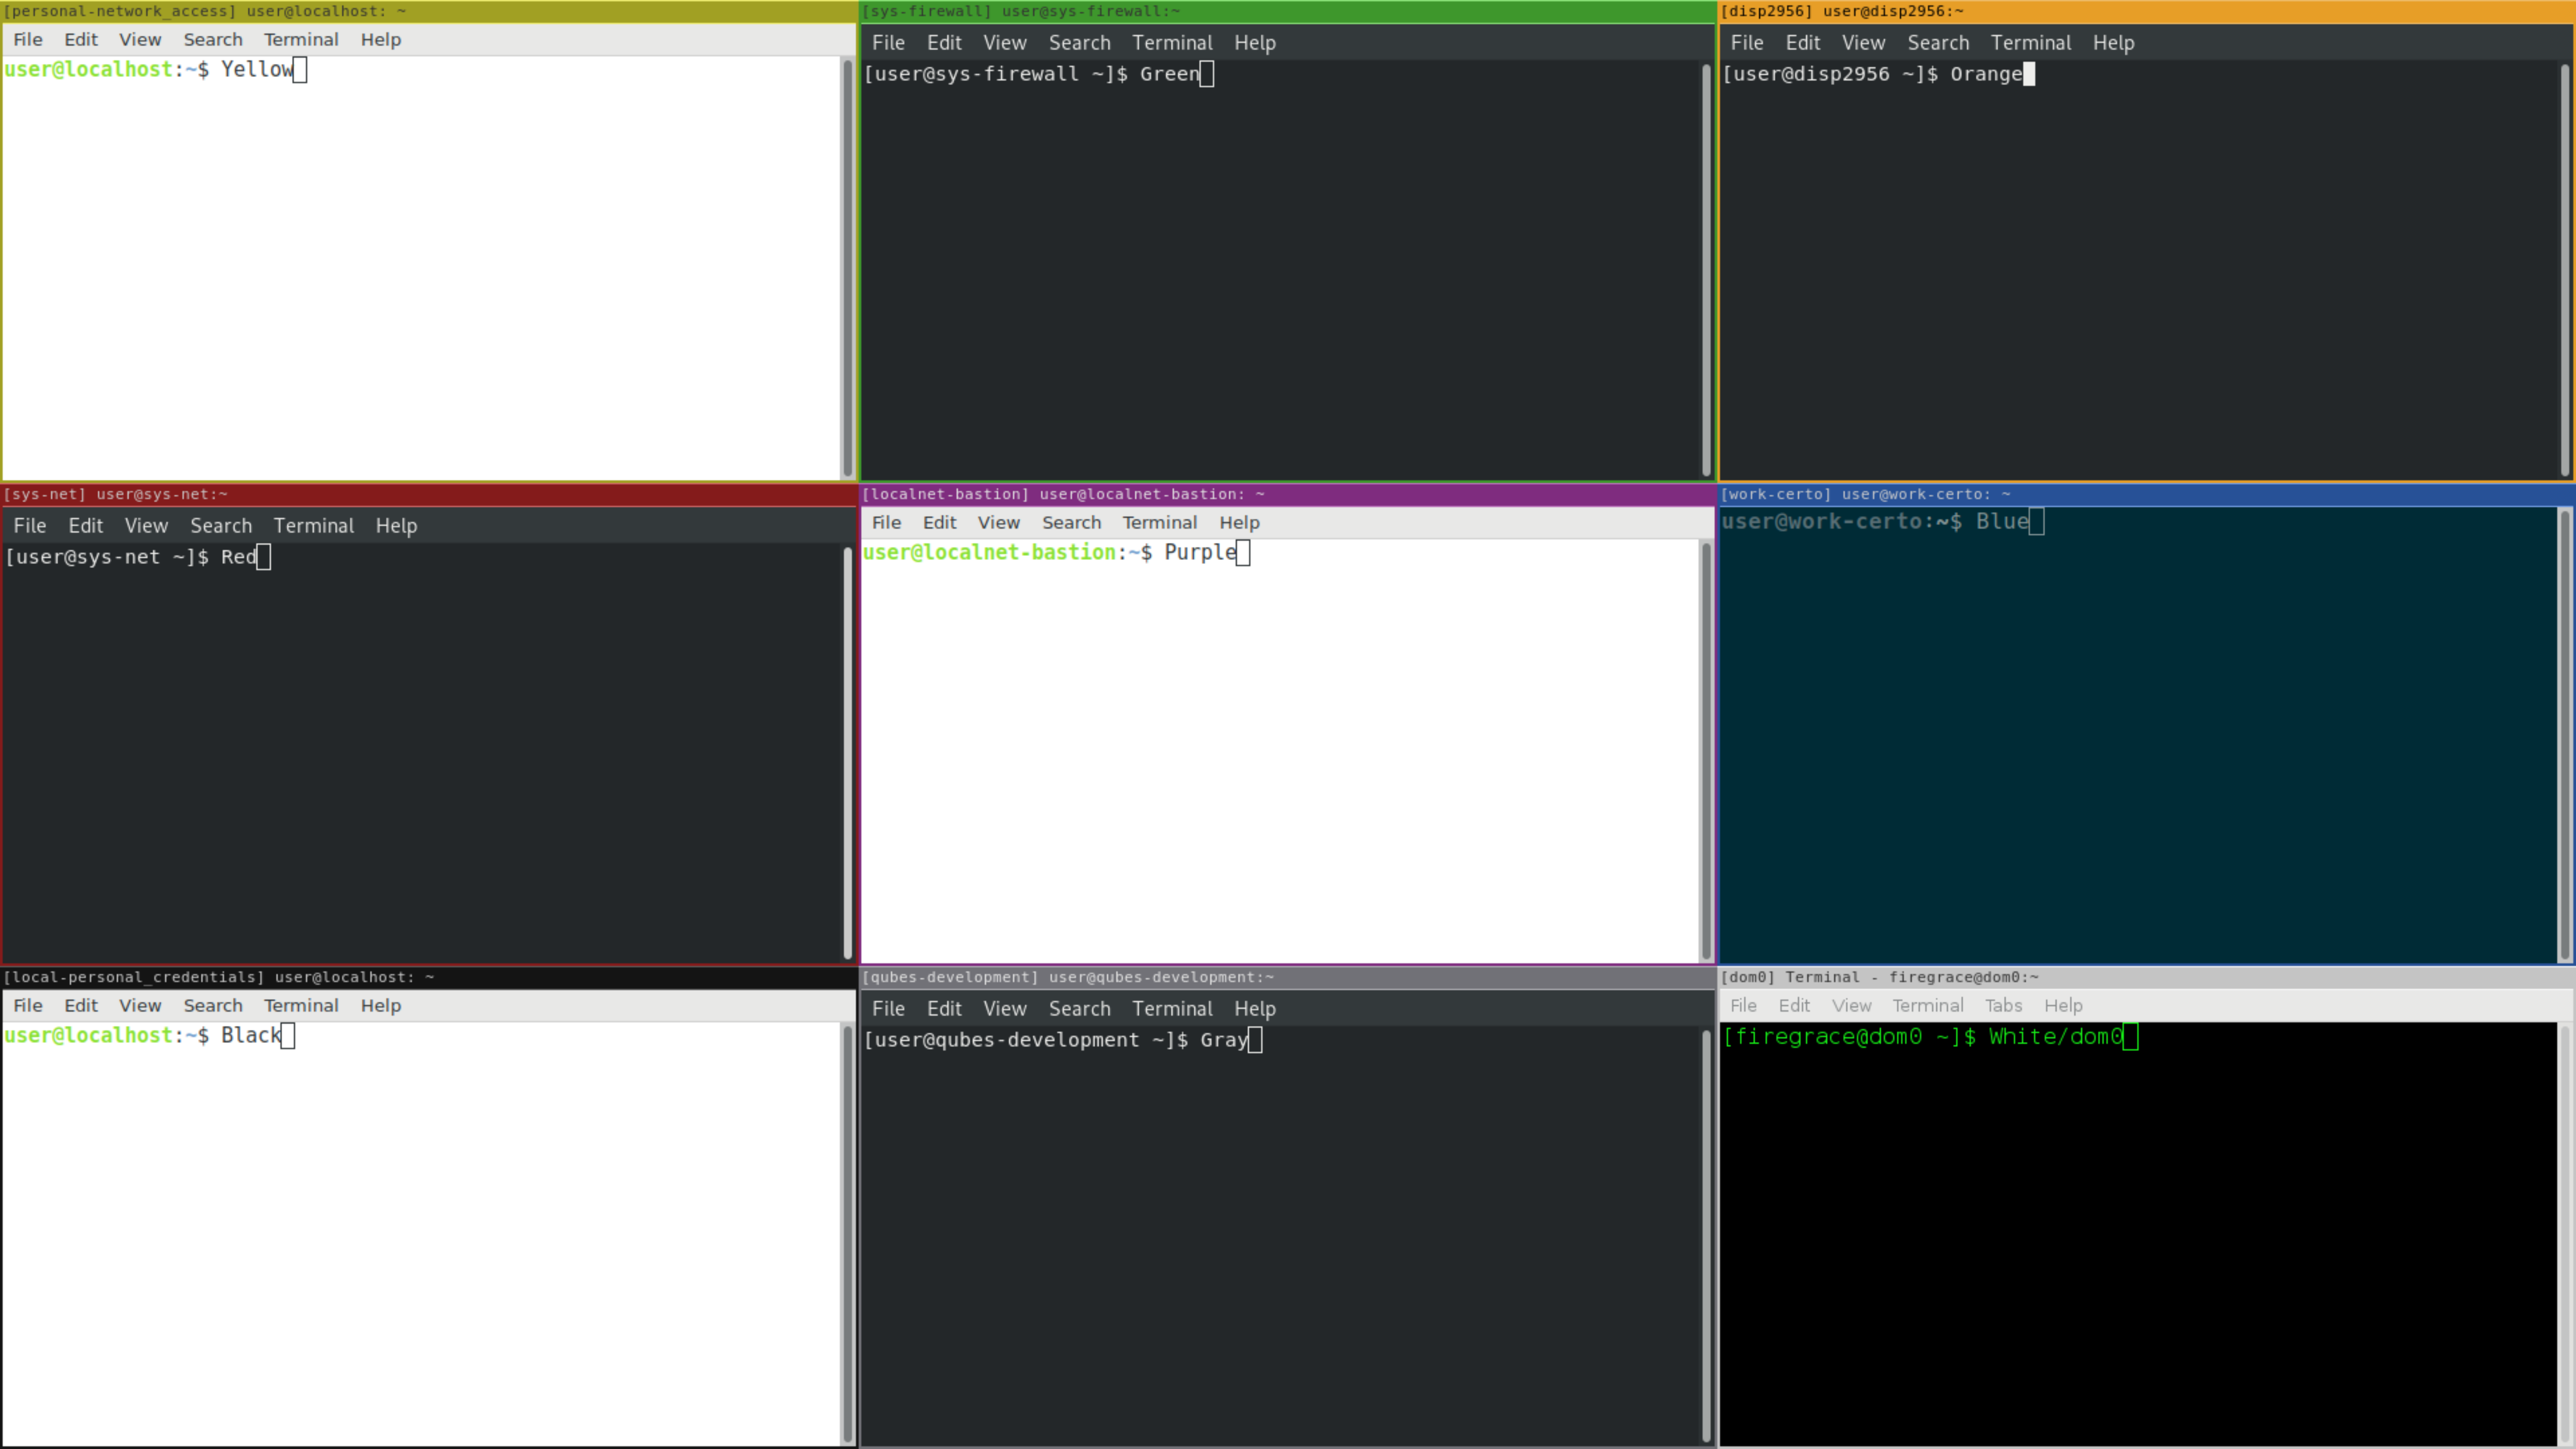 [personal-network_access] user@localhost: ~
File Edit View Search Terminal Help
user@localhost:~$ Yellow
[sys-firewall] user@sys-firewall:~
File Edit View Search Terminal Help
[user@sys-firewall ~]$ Green
[disp2956] user@disp2956:~
File Edit View Search Terminal Help
[user@disp2956 ~]$ Orange
[sys-net] user@sys-net:~
File Edit View Search Terminal Help
[user@sys-net ~]$ Red
[localnet-bastion] user@localnet-bastion: ~
File Edit View Search Terminal Help
user@localnet-bastion:~$ Purple
[work-certo] user@work-certo: ~
user@work-certo:~$ Blue
[local-personal_credentials] user@localhost: ~
File Edit View Search Terminal Help
user@localhost:~$ Black
[qubes-development] user@qubes-development:~
File Edit View Search Terminal Help
[user@qubes-development ~]$ Gray
[dom0] Terminal - firegrace@dom0:~
File Edit View Terminal Tabs Help
[firegrace@dom0 ~]$ White/dom0